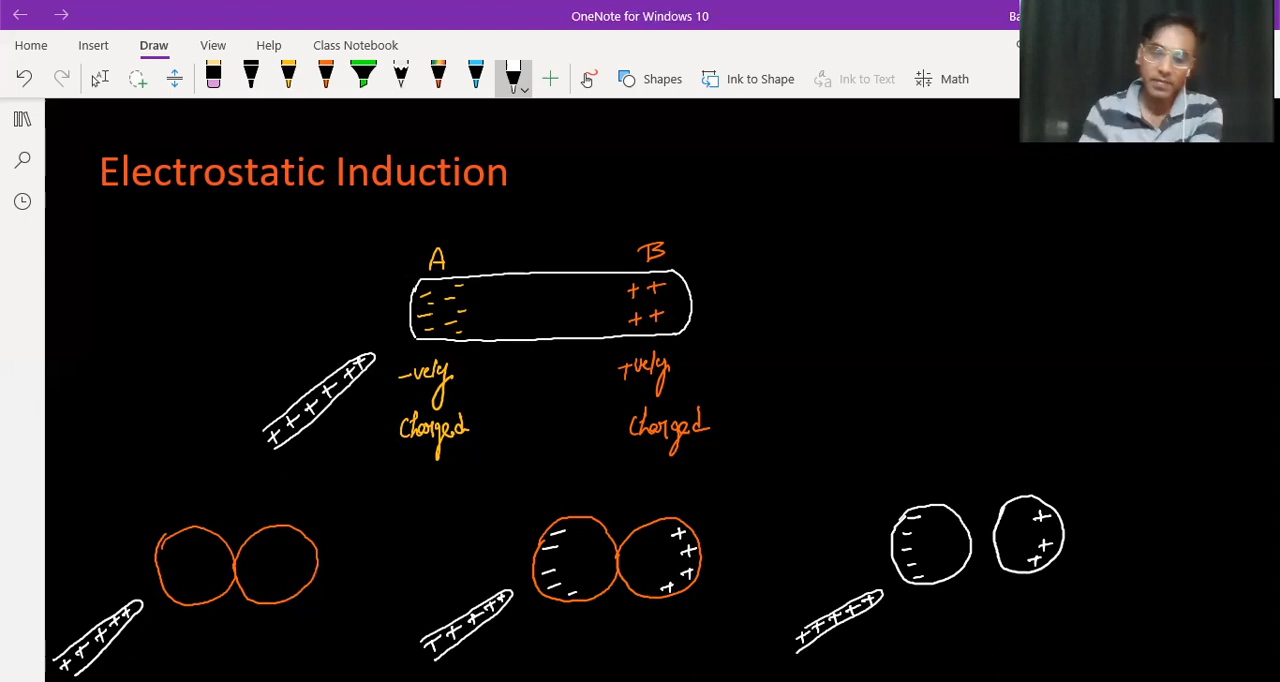 OneNote for Windows 10
Ba
Home Insert Draw View Help Class Notebook
Shapes Ink to Shape Ink to Text Math
Electrostatic Induction
A B
- - - - - - - - - + + + +
+ + + + + +
-vely +vely
Charged Charged
- - - - - + + + +
- - - - - + + +
+ + + + +
+ + + + +
+ + + + +